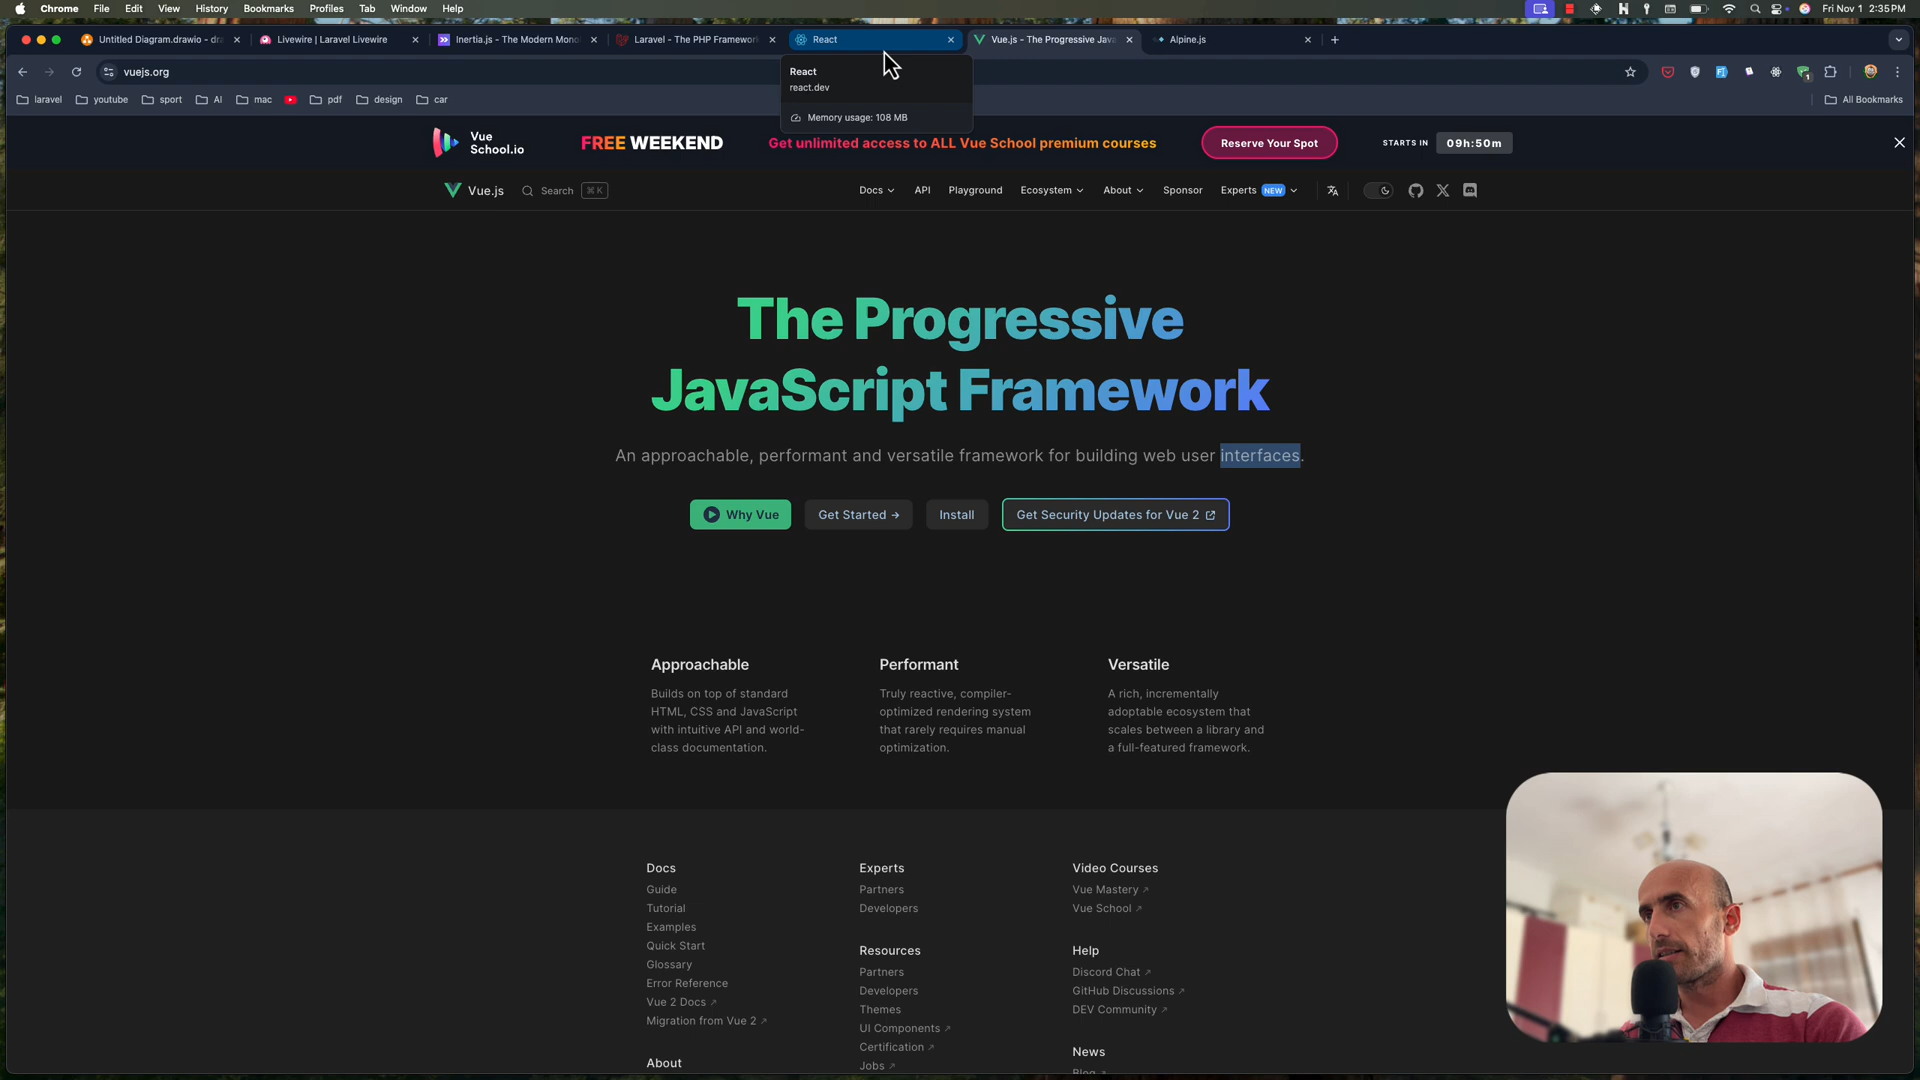 Chrome File Edit View History Bookmarks Profiles Tab Window Help
Fri Nov 1 2:35PM
Untitled Diagram.drawio - dr
Livewire | Laravel Livewire
Inertia.js - The Modern Mono
Laravel - The PHP Framework
React
Vue.js - The Progressive Java
Alpine.js
vuejs.org
laravel youtube sport AI mac pdf design car
All Bookmarks
React
react.dev
Memory usage: 108 MB
Vue School.io
FREE WEEKEND
Get unlimited access to ALL Vue School premium courses
Reserve Your Spot
STARTS IN 09h:50m
Vue.js Search ⌘K
Docs API Playground Ecosystem About Sponsor Experts NEW
The Progressive
JavaScript Framework
An approachable, performant and versatile framework for building web user interfaces.
Why Vue
Get Started →
Install
Get Security Updates for Vue 2
Approachable
Builds on top of standard
HTML, CSS and JavaScript
with intuitive API and world-
class documentation.
Performant
Truly reactive, compiler-
optimized rendering system
that rarely requires manual
optimization.
Versatile
A rich, incrementally
adoptable ecosystem that
scales between a library and
a full-featured framework.
Docs
Guide
Tutorial
Examples
Quick Start
Glossary
Error Reference
Vue 2 Docs ↗
Migration from Vue 2 ↗
About
Experts
Partners
Developers
Resources
Partners
Developers
Themes
UI Components ↗
Certification ↗
Jobs ↗
Video Courses
Vue Mastery ↗
Vue School ↗
Help
Discord Chat ↗
GitHub Discussions ↗
DEV Community ↗
News
Blog ↗